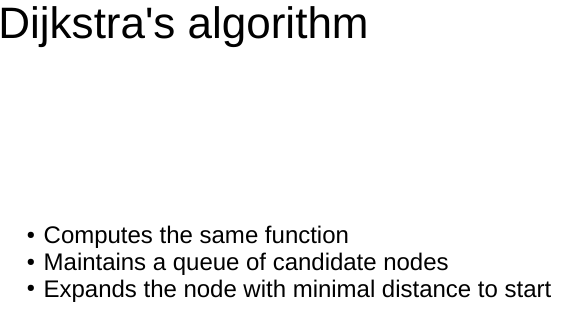 Dijkstra's algorithm
• Computes the same function
• Maintains a queue of candidate nodes
• Expands the node with minimal distance to start